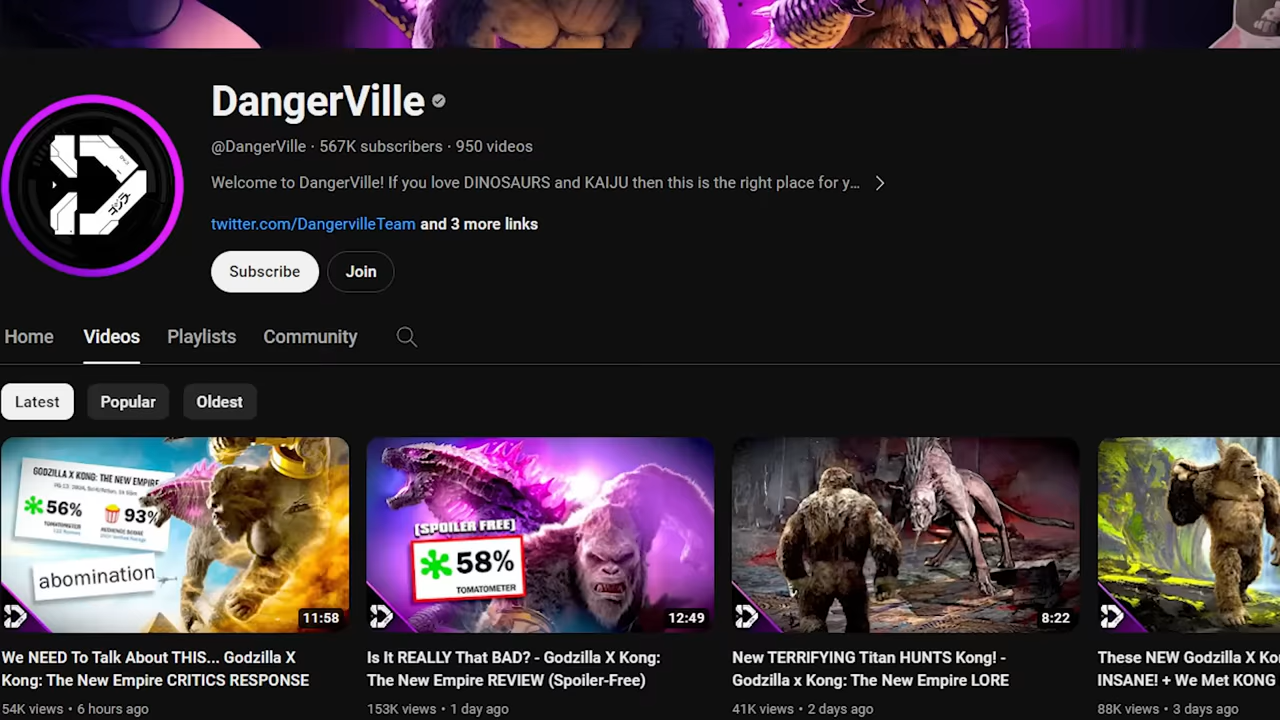 DangerVille
@DangerVille · 567K subscribers · 950 videos
Welcome to DangerVille! If you love DINOSAURS and KAIJU then this is the right place for y...
twitter.com/DangervilleTeam and 3 more links
Subscribe
Join
Home
Videos
Playlists
Community
Latest
Popular
Oldest
GODZILLA X KONG: THE NEW EMPIRE
56%
93%
TOMATOMETER
AUDIENCE SCORE
abomination
11:58
[SPOILER FREE]
58%
TOMATOMETER
12:49
8:22
We NEED To Talk About THIS... Godzilla X
Kong: The New Empire CRITICS RESPONSE
54K views • 6 hours ago
Is It REALLY That BAD? - Godzilla X Kong:
The New Empire REVIEW (Spoiler-Free)
153K views • 1 day ago
New TERRIFYING Titan HUNTS Kong! -
Godzilla x Kong: The New Empire LORE
41K views • 2 days ago
These NEW Godzilla X Ko
INSANE! + We Met KONG
88K views • 3 days ago